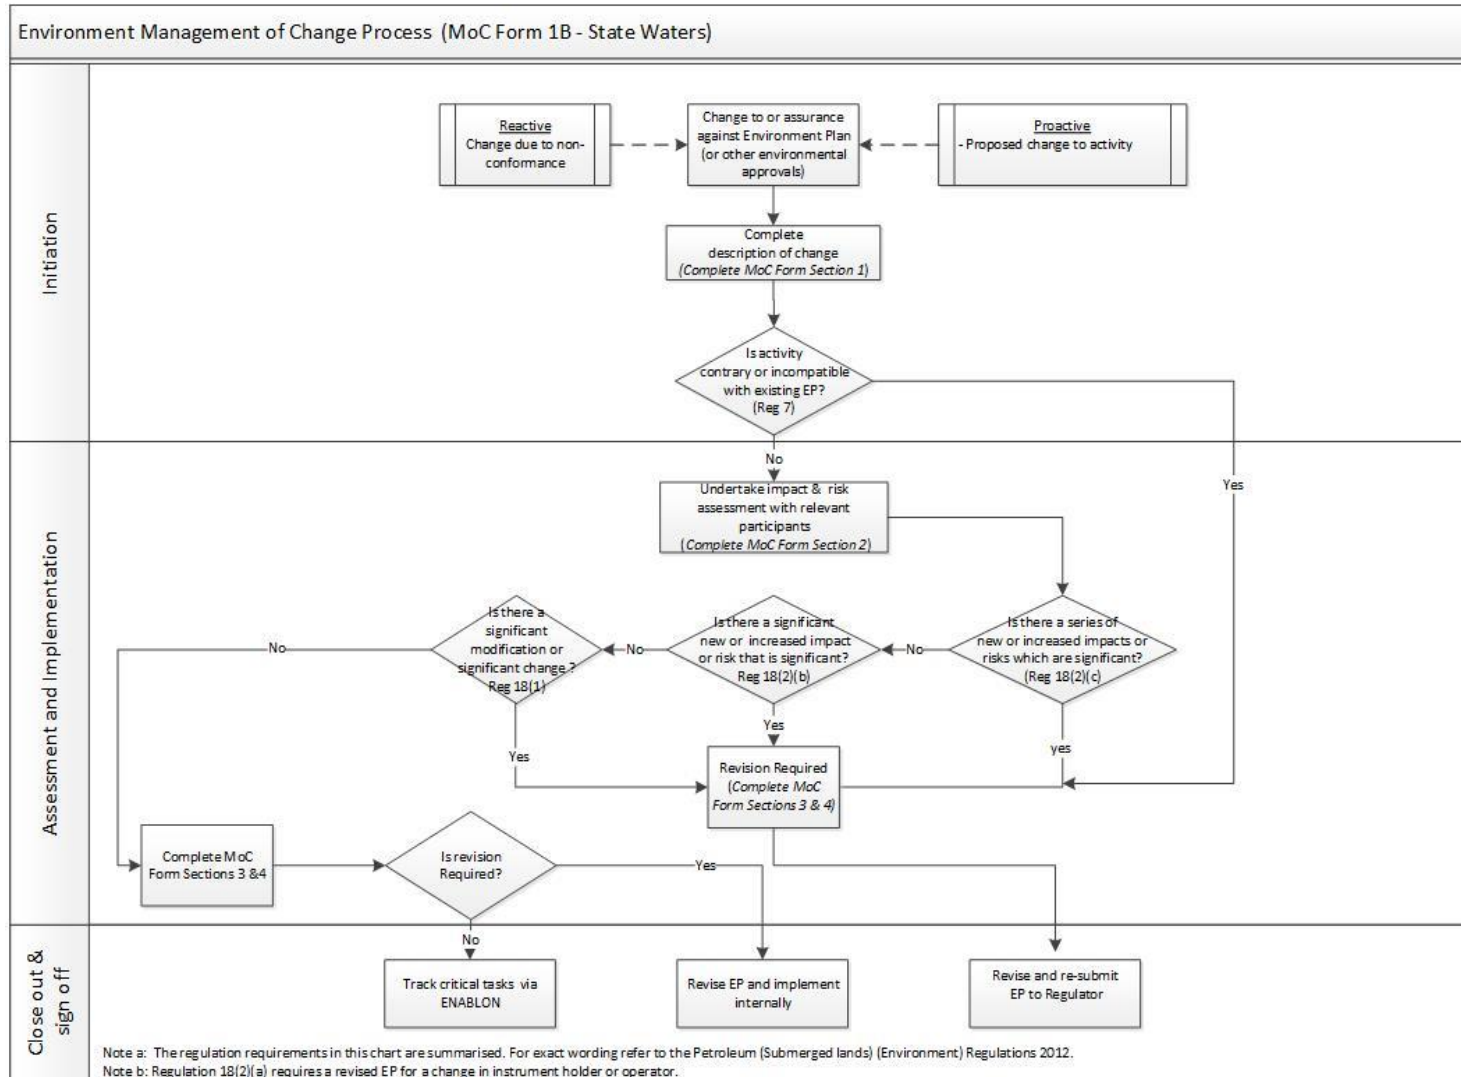 Environment Management of Change Process (MoC Form 1B - State Waters)
Initiation
Reactive
Change due to non-
conformance
Change to or assurance
against Environment Plan
(or other environmental
approvals)
Proactive
- Proposed change to activity
Complete
description of change
(Complete MoC Form Section 1)
Is activity
contrary or incompatible
with existing EP?
(Reg 7)
No
Yes
Assessment and Implementation
Undertake impact & risk
assessment with relevant
participants
(Complete MoC Form Section 2)
Is there a
significant
modification or
significant change ?
Reg 18(1)
Is there a significant
new or increased impact
or risk that is significant?
Reg 18(2)(b)
Is there a series of
new or increased impacts or
risks which are significant?
(Reg 18(2)(c)
No
No
No
Yes
Yes
yes
Revision Required
(Complete MoC
Form Sections 3 & 4)
Complete MoC
Form Sections 3 &4
Is revision
Required?
Yes
No
Close out &
sign off
Track critical tasks via
ENABLON
Revise EP and implement
internally
Revise and re-submit
EP to Regulator
Note a: The regulation requirements in this chart are summarised. For exact wording refer to the Petroleum (Submerged lands) (Environment) Regulations 2012.
Note b: Regulation 18(2)(a) requires a revised EP for a change in instrument holder or operator.